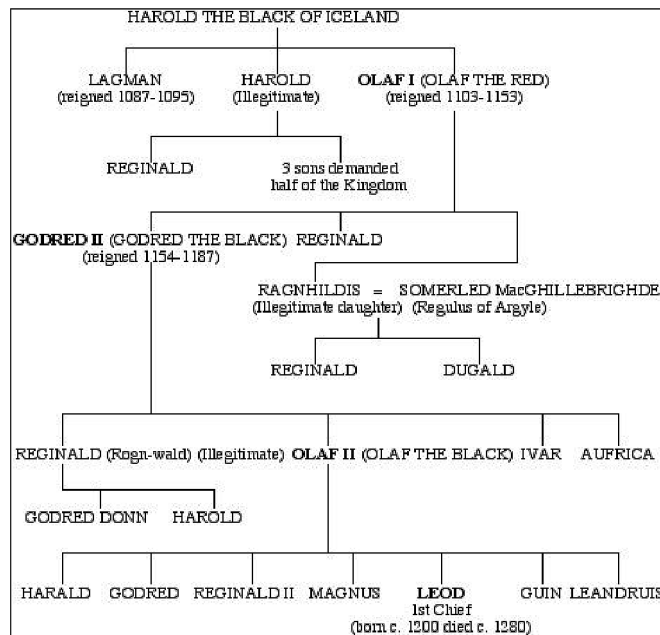 HAROLD THE BLACK OF ICELAND
LAGMAN HAROLD OLAF I (OLAF THE RED)
(reigned 1087-1095) (Illegitimate) (reigned 1103-1153)
REGINALD 3 sons demanded
half of the Kingdom
GODRED II (GODRED THE BLACK) REGINALD
(reigned 1154-1187)
RAGNHILDIS = SOMERLED MacGHILLEBRIGHDE
(Illegitimate daughter) (Regulus of Argyle)
REGINALD DUGALD
REGINALD (Rogn-wald) (Illegitimate) OLAF II (OLAF THE BLACK) IVAR AUFRICA
GODRED DONN HAROLD
HARALD GODRED REGINALD II MAGNUS LEOD GUIN LEANDRUIS
1st Chief
(born c. 1200 died c. 1280)